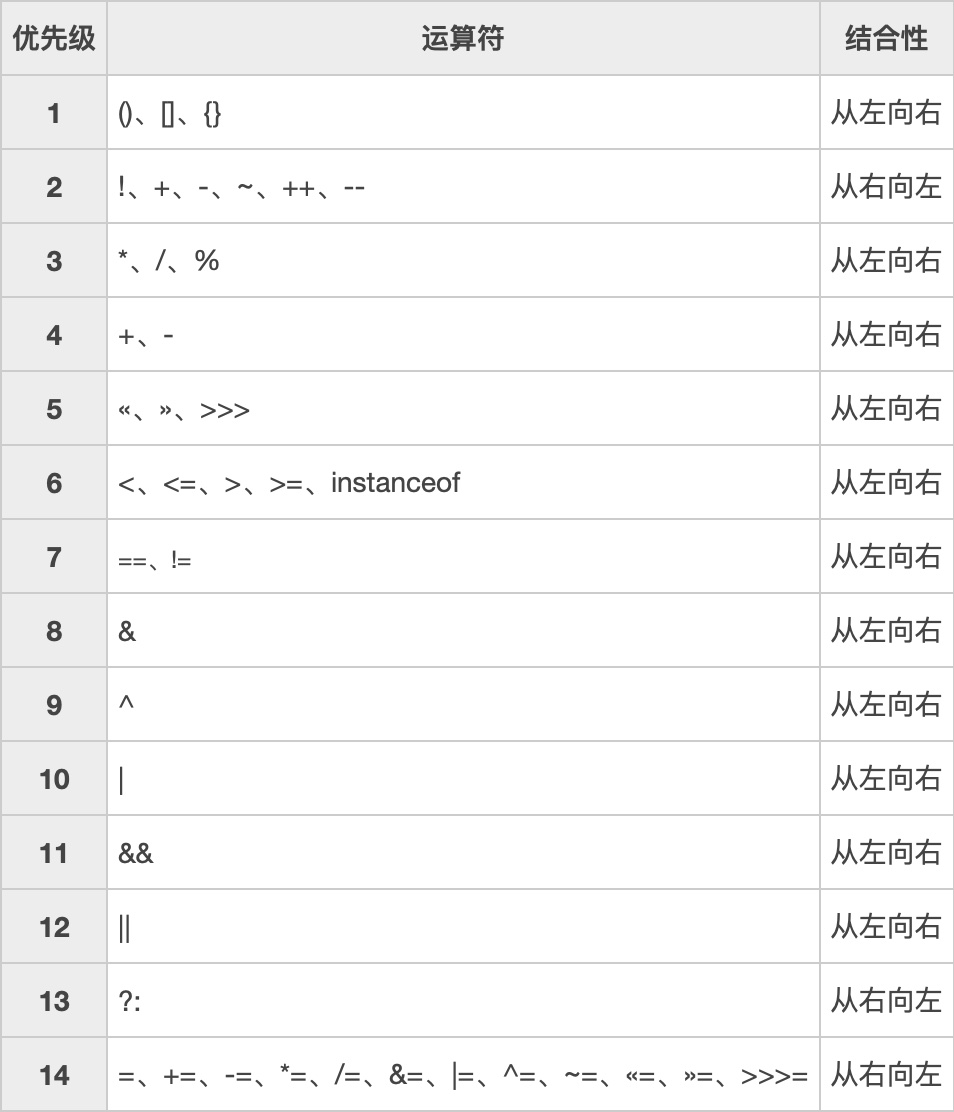 优先级 运算符 结合性
1 ()、[]、{} 从左向右
2 !、+、-、~、++、-- 从右向左
3 *、/、% 从左向右
4 +、- 从左向右
5 «、»、>>> 从左向右
6 <、<=、>、>=、instanceof 从左向右
7 ==、!= 从左向右
8 & 从左向右
9 ^ 从左向右
10 | 从左向右
11 && 从左向右
12 || 从左向右
13 ?: 从右向左
14 =、+=、-=、*=、/=、&=、|=、^=、~=、«=、»=、>>>= 从右向左